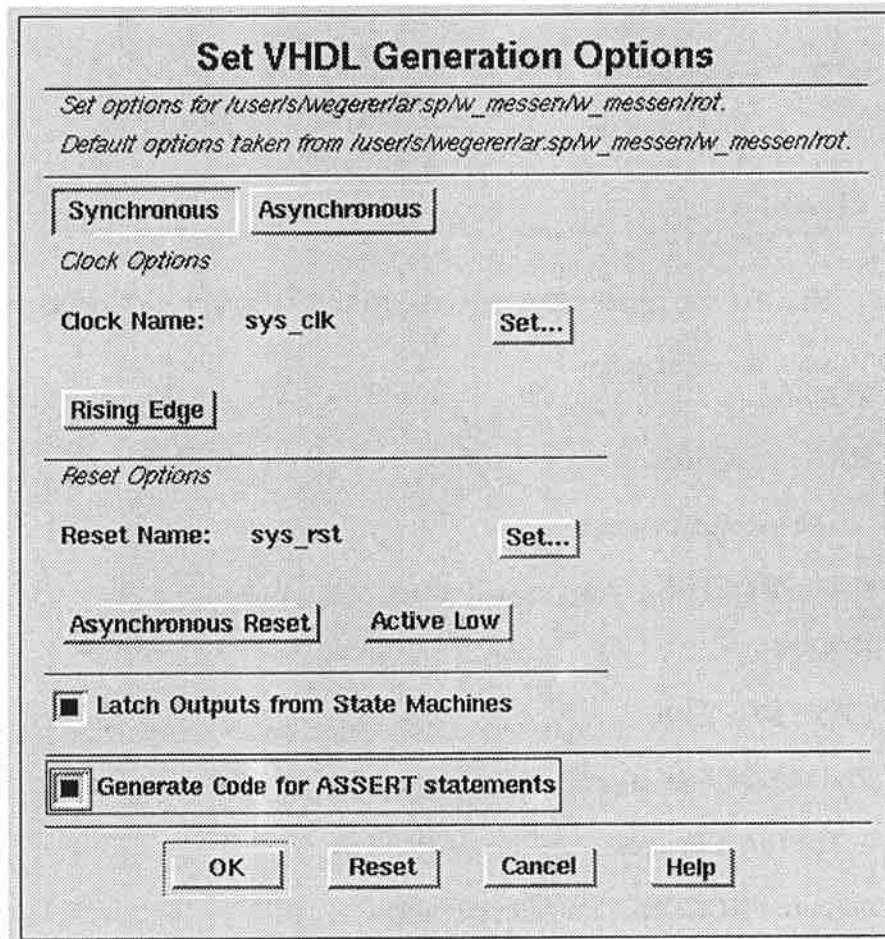 Set VHDL Generation Options
Set options for /user/s/wegerer/ar.sp/w_messen/w_messen/rot.
Default options taken from /user/s/wegerer/ar.sp/w_messen/w_messen/rot.
Synchronous Asynchronous
Clock Options
Clock Name: sys_clk Set...
Rising Edge
Reset Options
Reset Name: sys_rst Set...
Asynchronous Reset Active Low
Latch Outputs from State Machines
Generate Code for ASSERT statements
OK Reset Cancel Help